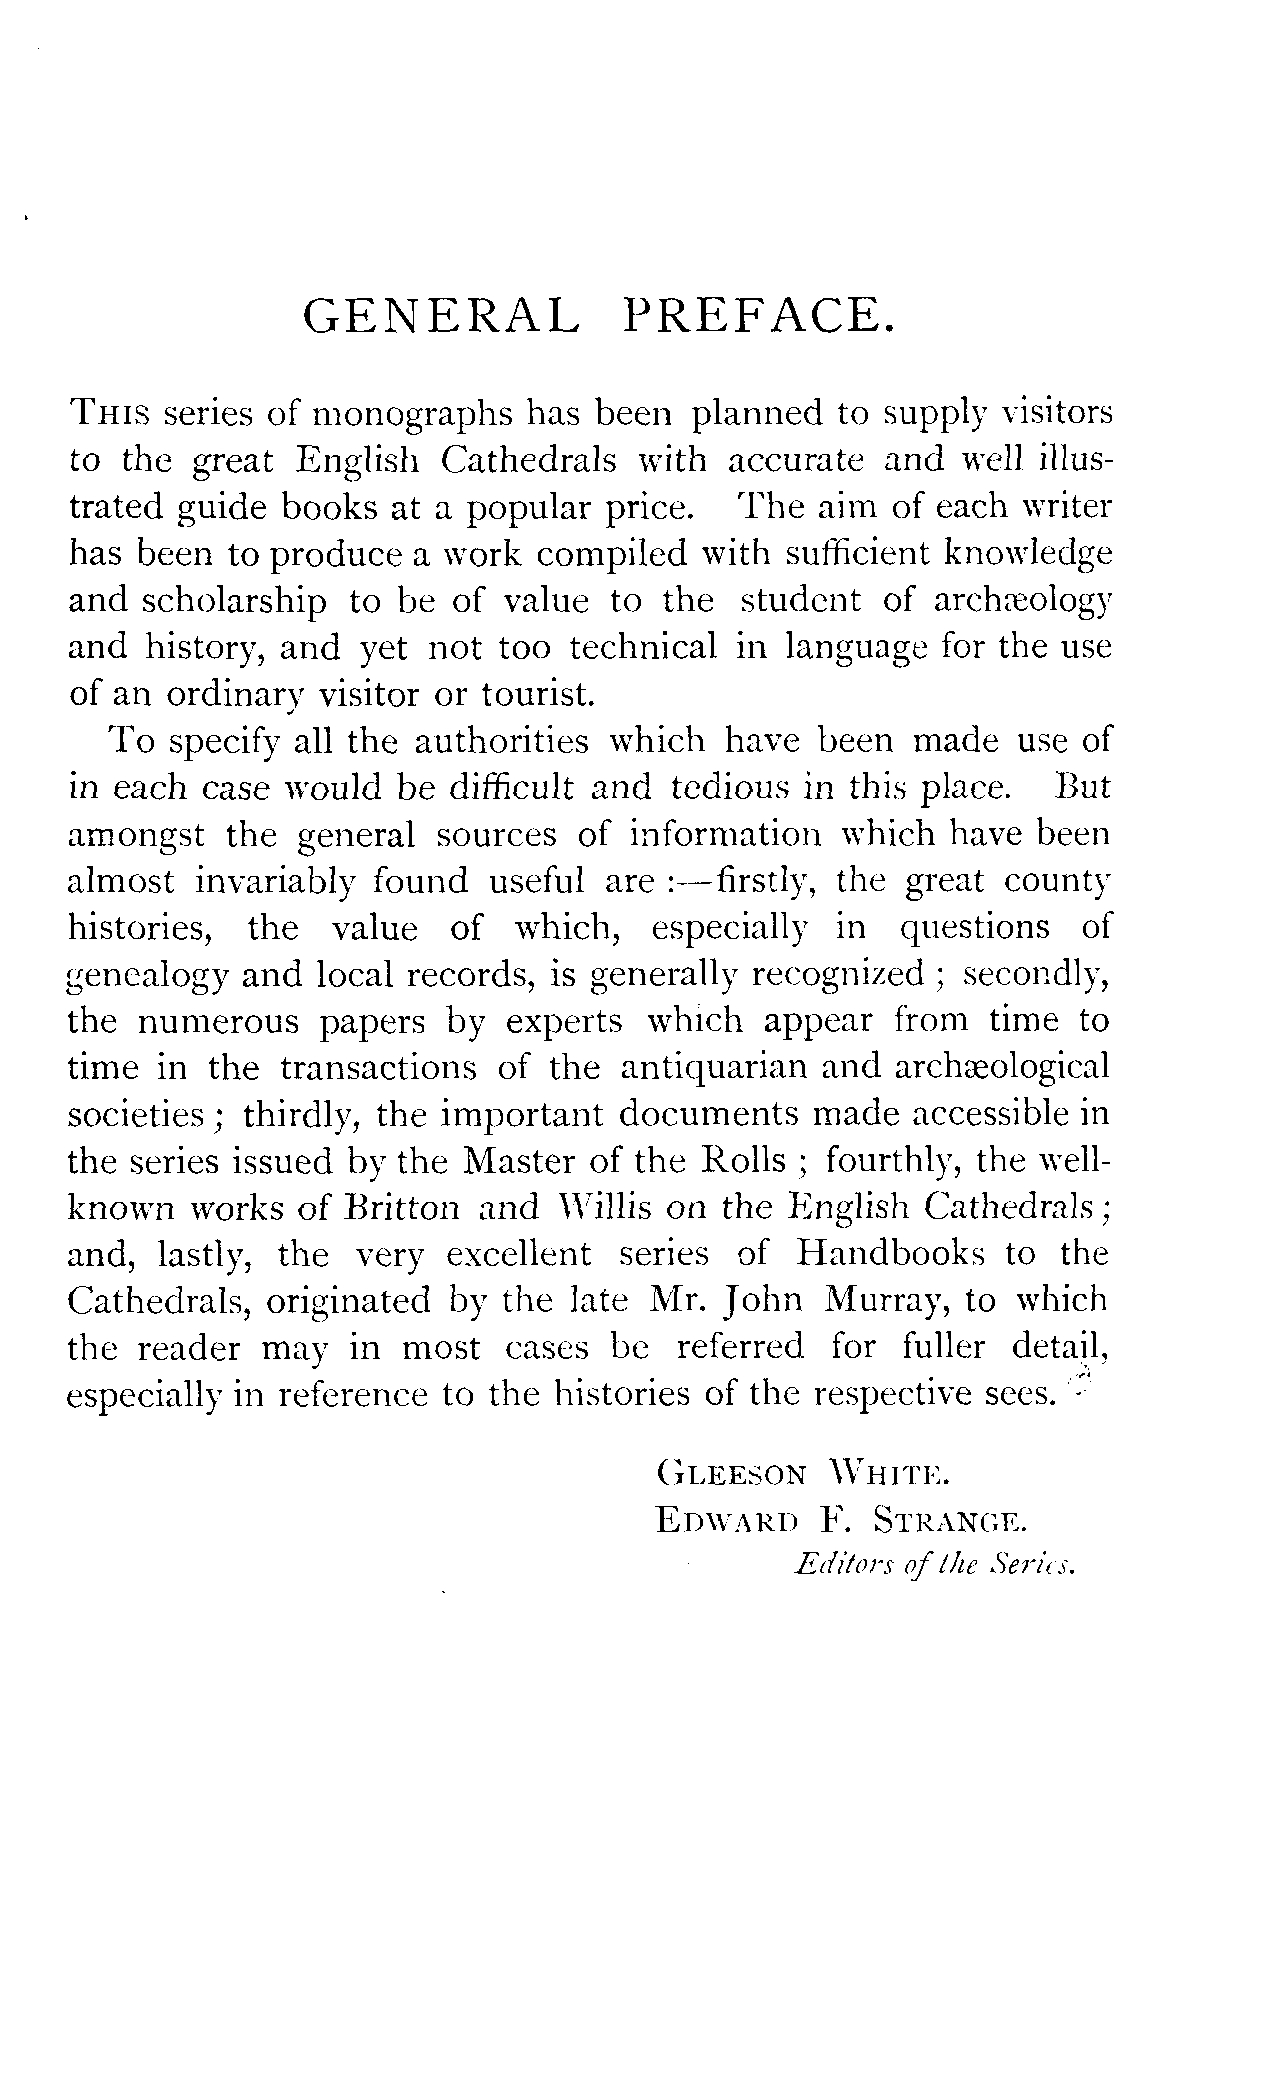 GENERAL PREFACE.
THIS series of monographs has been planned to supply visitors
to the great English Cathedrals with accurate and well illus-
trated guide books at a popular price. The aim of each writer
has been to produce a work compiled with sufficient knowledge
and scholarship to be of value to the student of archæology
and history, and yet not too technical in language for the use
of an ordinary visitor or tourist.
To specify all the authorities which have been made use of
in each case would be difficult and tedious in this place. But
amongst the general sources of information which have been
almost invariably found useful are :—firstly, the great county
histories, the value of which, especially in questions of
genealogy and local records, is generally recognized ; secondly,
the numerous papers by experts which appear from time to
time in the transactions of the antiquarian and archæological
societies ; thirdly, the important documents made accessible in
the series issued by the Master of the Rolls ; fourthly, the well-
known works of Britton and Willis on the English Cathedrals ;
and, lastly, the very excellent series of Handbooks to the
Cathedrals, originated by the late Mr. John Murray, to which
the reader may in most cases be referred for fuller detail,
especially in reference to the histories of the respective sees.
GLEESON WHITE.
EDWARD F. STRANGE.
Editors of the Series.